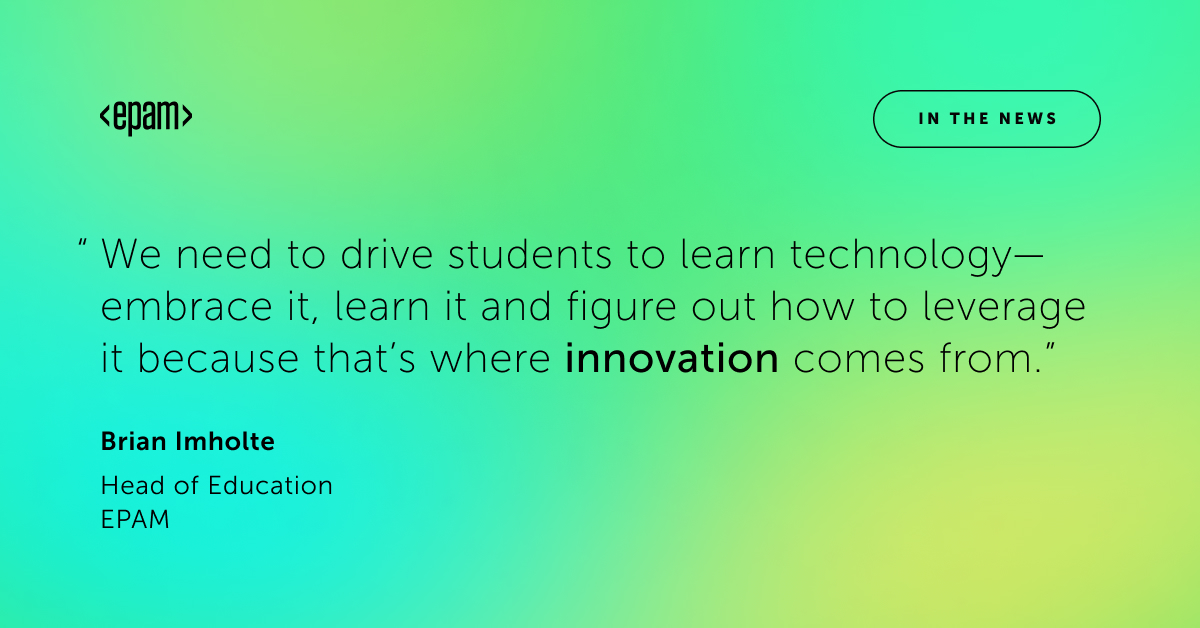 <epam>
IN THE NEWS
“ We need to drive students to learn technology—
embrace it, learn it and figure out how to leverage
it because that’s where innovation comes from.”
Brian Imholte
Head of Education
EPAM